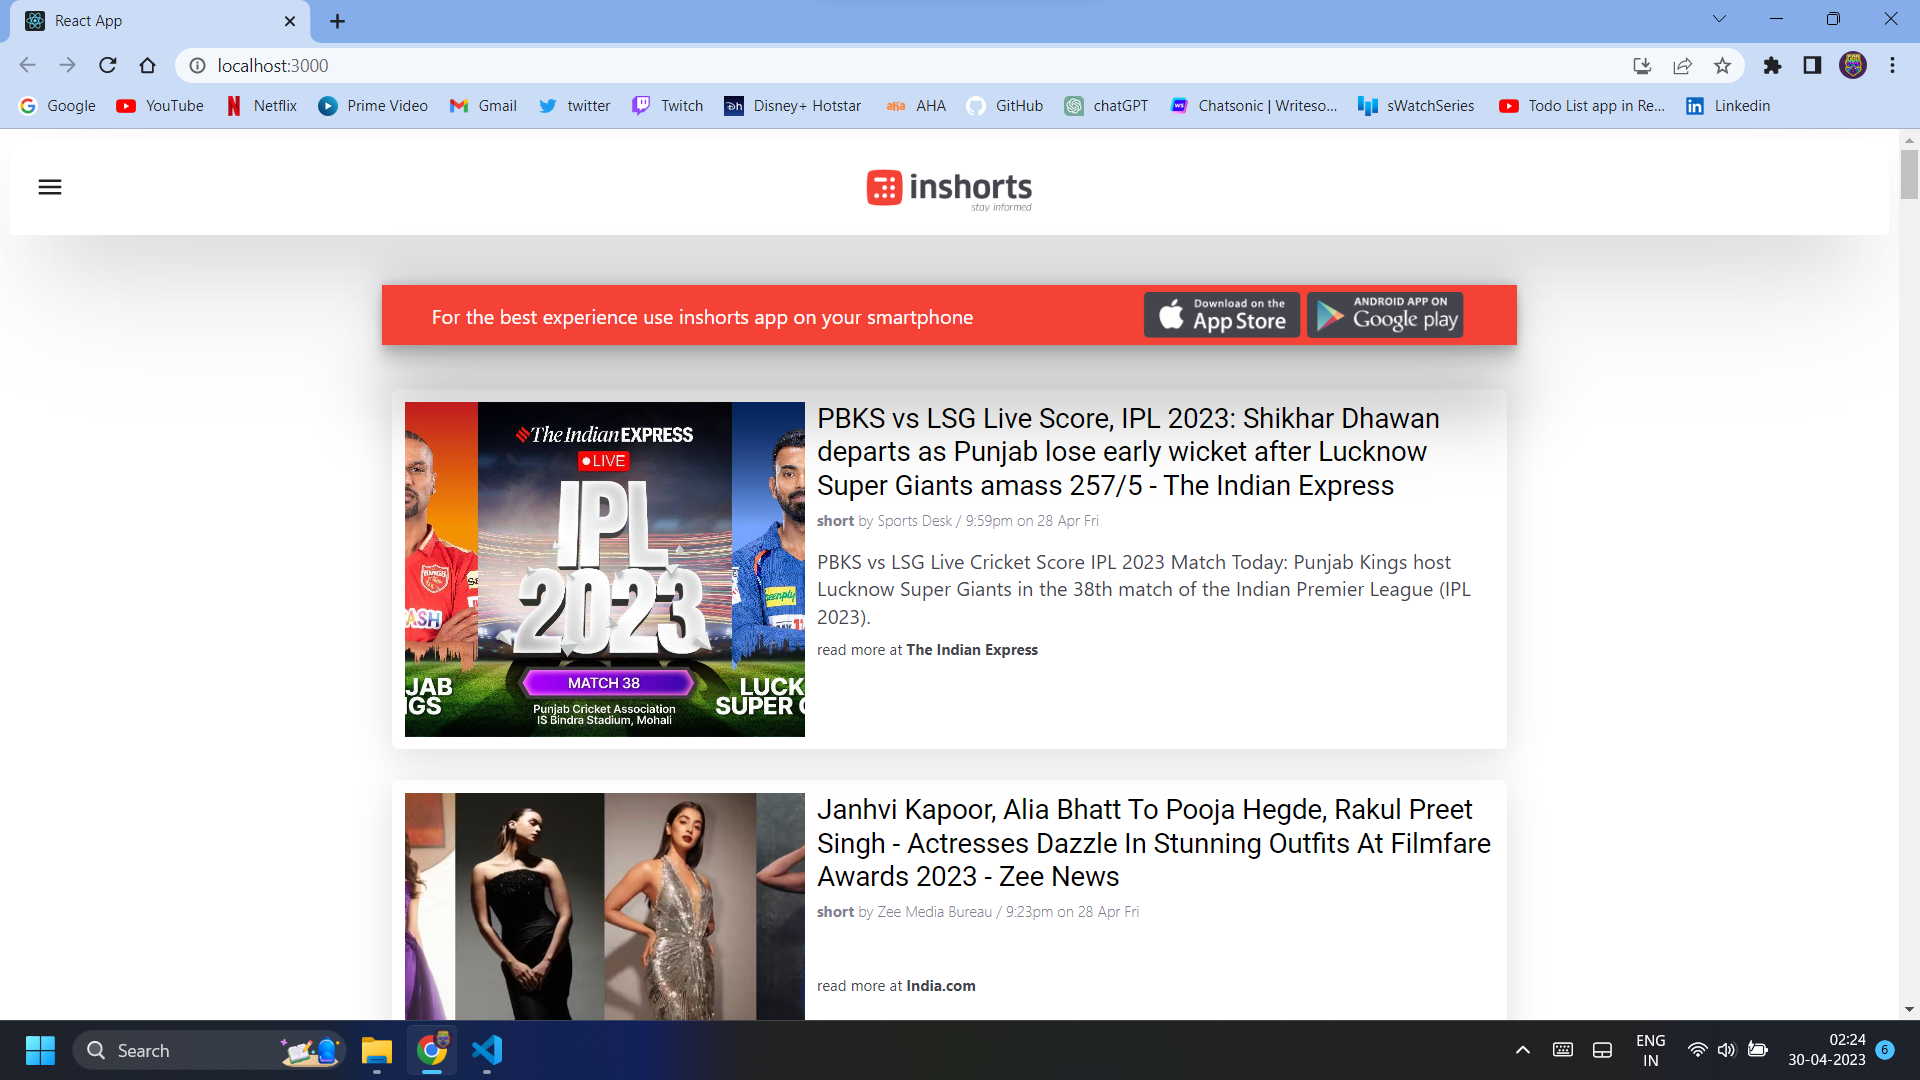 React App
localhost:3000
Google
YouTube
Netflix
Prime Video
Gmail
twitter
Twitch
Disney+ Hotstar
AHA
GitHub
chatGPT
Chatsonic | Writeso...
sWatchSeries
Todo List app in Re...
Linkedin
inshorts
stay informed
For the best experience use inshorts app on your smartphone
Download on the
App Store
ANDROID APP ON
Google play
The Indian EXPRESS
LIVE
IPL
2023
MATCH 38
Punjab Cricket Association
IS Bindra Stadium, Mohali
JAB
NGS
LUCK
SUPER G
KINGS
PBKS vs LSG Live Score, IPL 2023: Shikhar Dhawan
departs as Punjab lose early wicket after Lucknow
Super Giants amass 257/5 - The Indian Express
short by Sports Desk / 9:59pm on 28 Apr Fri
PBKS vs LSG Live Cricket Score IPL 2023 Match Today: Punjab Kings host
Lucknow Super Giants in the 38th match of the Indian Premier League (IPL
2023).
read more at The Indian Express
Janhvi Kapoor, Alia Bhatt To Pooja Hegde, Rakul Preet
Singh - Actresses Dazzle In Stunning Outfits At Filmfare
Awards 2023 - Zee News
short by Zee Media Bureau / 9:23pm on 28 Apr Fri
read more at India.com
Search
ENG
IN
02:24
30-04-2023
6